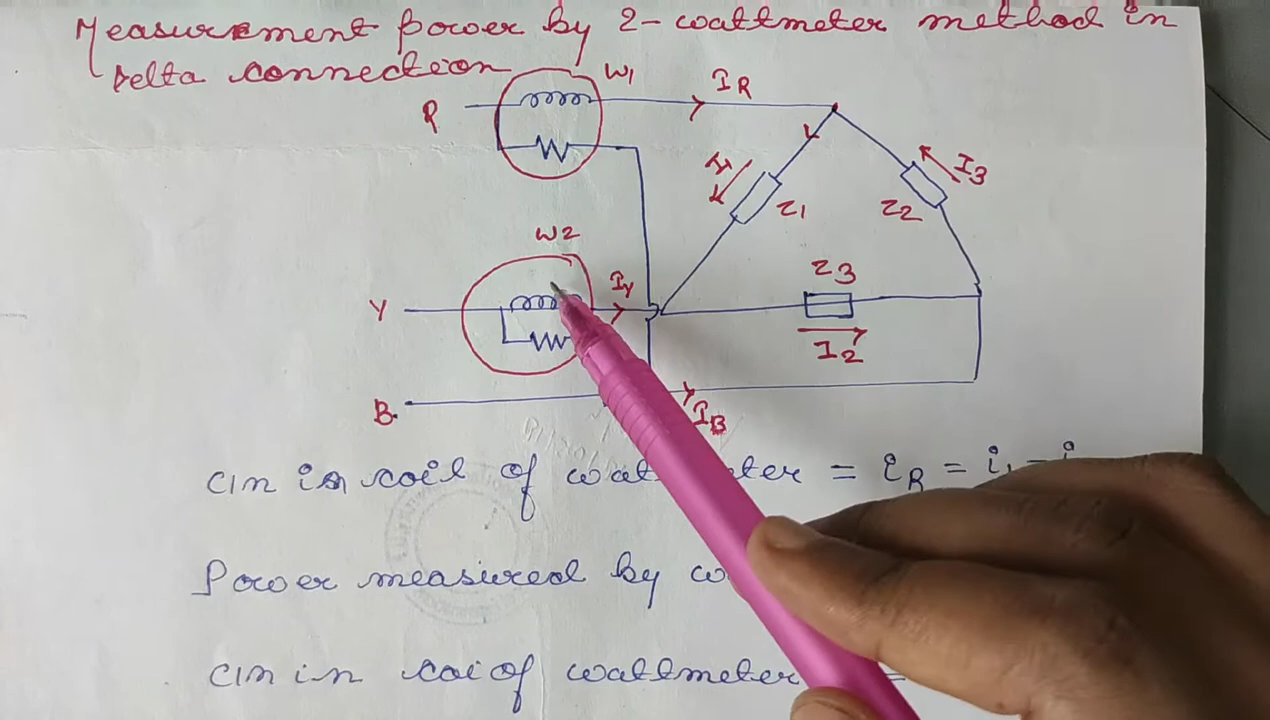 Measurement power by 2-wattmeter method in
Delta connection
W1
IR
R
I1
I3
Z1
Z2
W2
Z3
Y
IY
I2
B
IB
in coil of wattmeter = iR = i1 -
Power measured by
in of wattmeter =